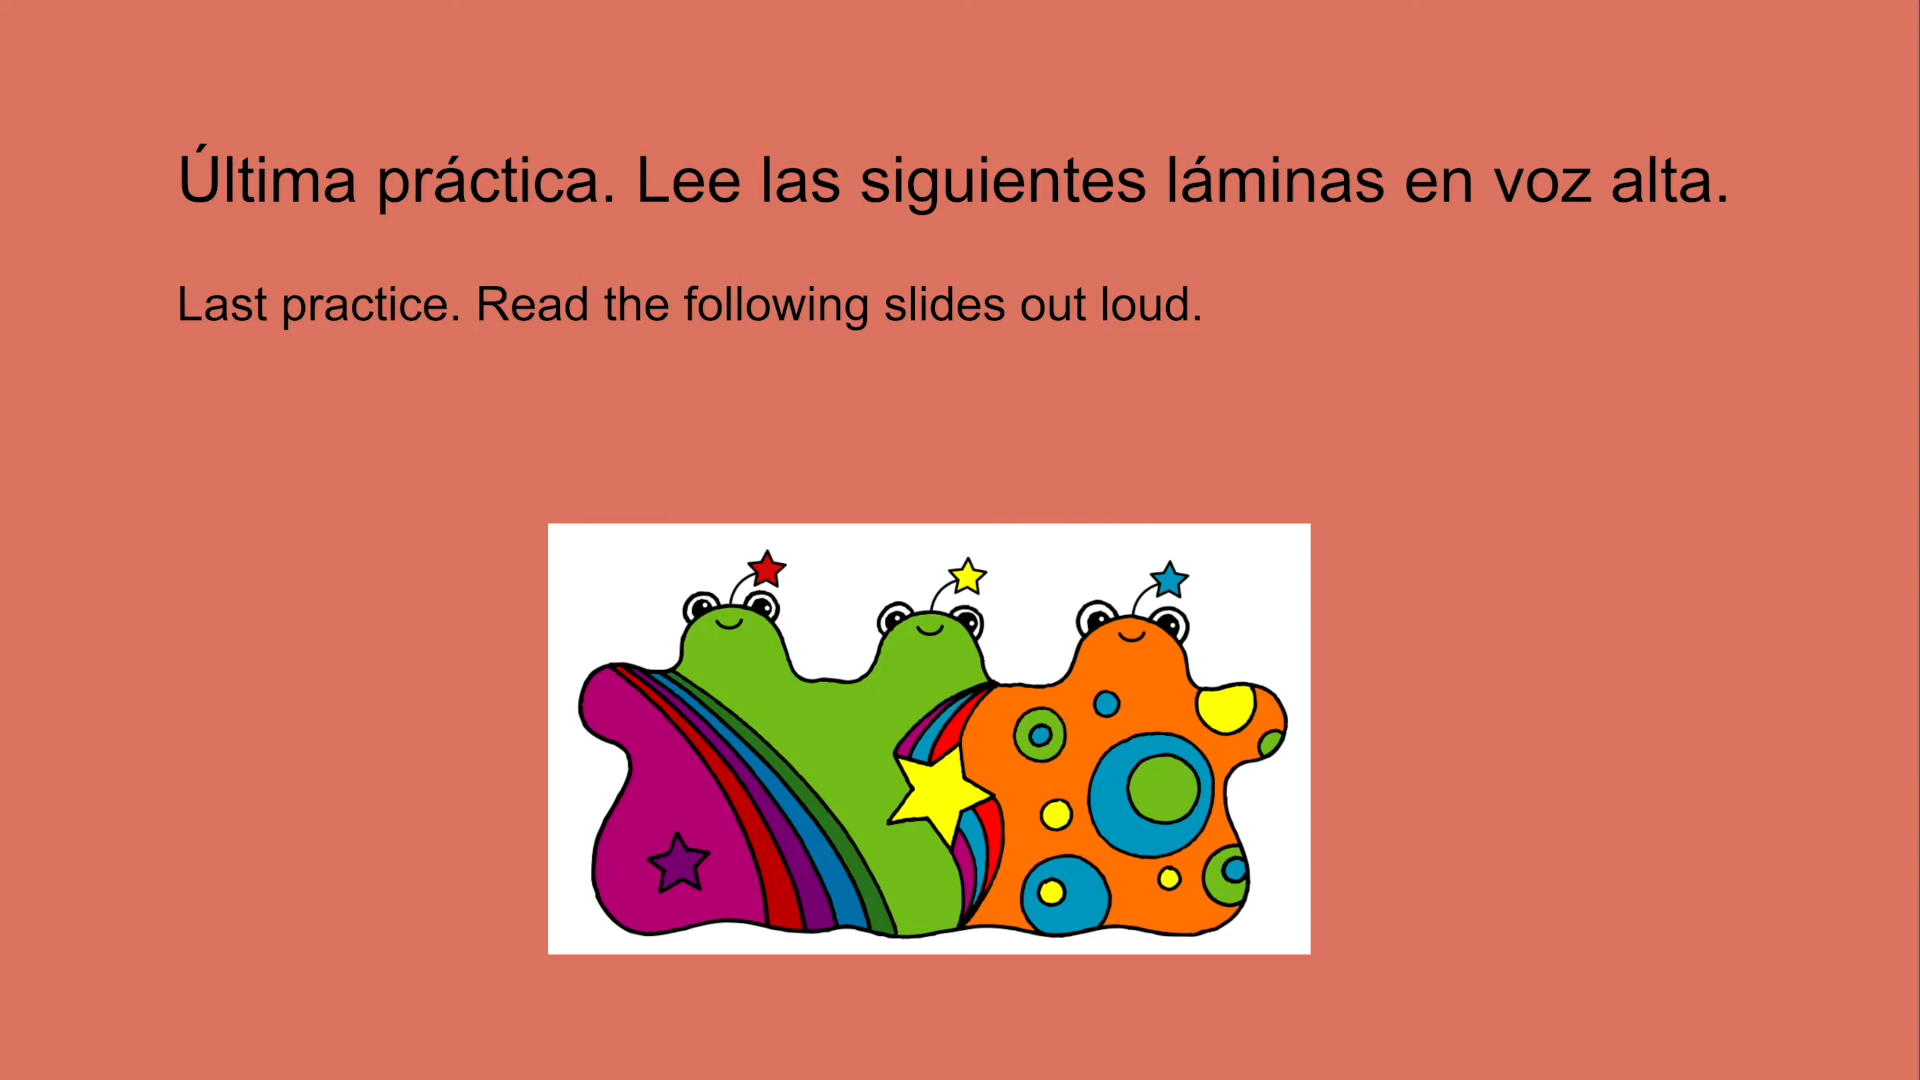 Última práctica. Lee las siguientes láminas en voz alta.
Last practice. Read the following slides out loud.